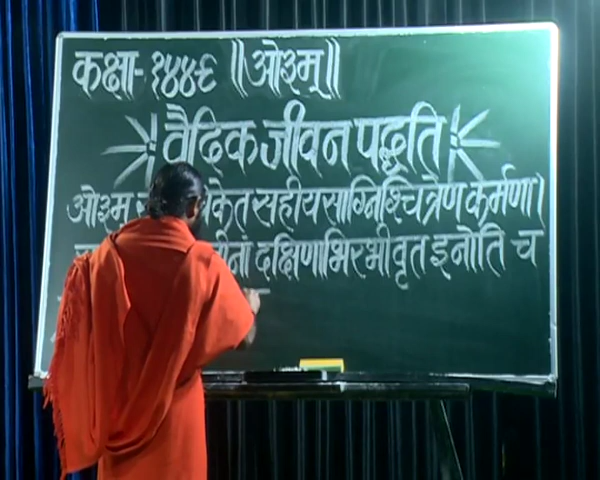 कक्षा-१४४६ ॥ओ३म्॥
वैदिक जीवन पद्धति
ओ३म् सहीयसाग्निश्चित्रेण कर्मणा।
दक्षिणाभिरभीवृत इनोति च